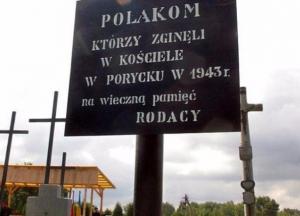 POLAKOM
KTÓRZY ZGINĘLI
W KOŚCIELE
W PORYCKU W 1943 r.
na wieczną pamięć
RODACY